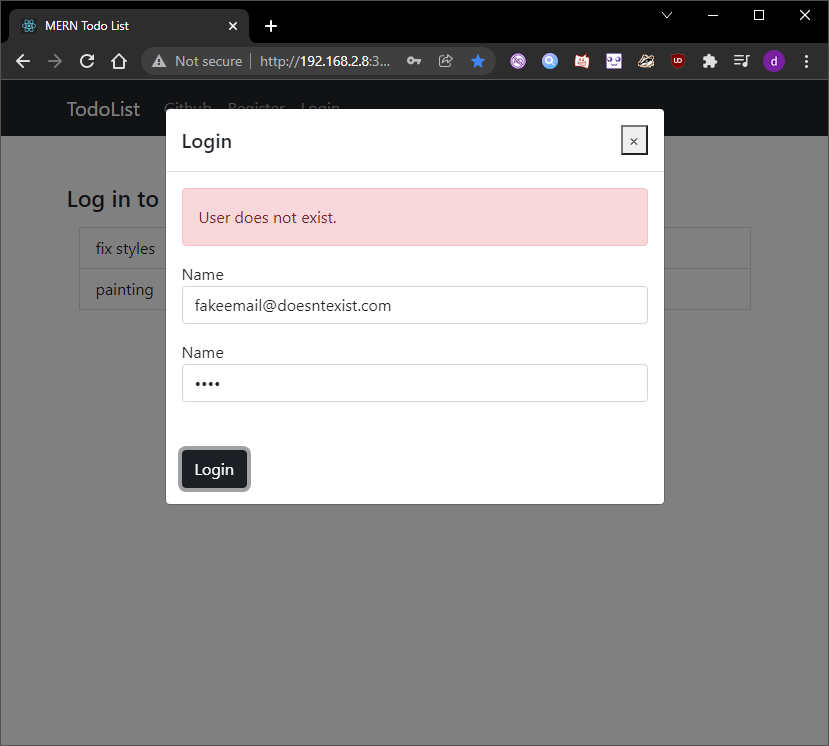 MERN Todo List
Not secure | http://192.168.2.8:3...
d
TodoList Github Register Login
Login
×
Log in to
User does not exist.
fix styles
painting
Name
fakeemail@doesntexist.com
Name
••••
Login